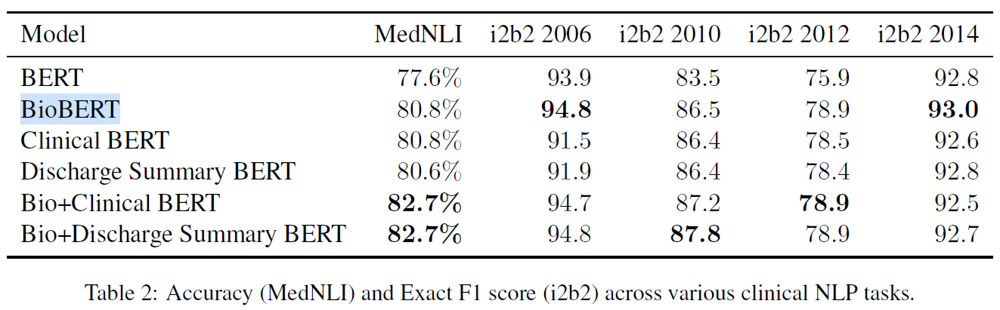 Model MedNLI i2b2 2006 i2b2 2010 i2b2 2012 i2b2 2014
BERT 77.6% 93.9 83.5 75.9 92.8
BioBERT 80.8% 94.8 86.5 78.9 93.0
Clinical BERT 80.8% 91.5 86.4 78.5 92.6
Discharge Summary BERT 80.6% 91.9 86.4 78.4 92.8
Bio+Clinical BERT 82.7% 94.7 87.2 78.9 92.5
Bio+Discharge Summary BERT 82.7% 94.8 87.8 78.9 92.7
Table 2: Accuracy (MedNLI) and Exact F1 score (i2b2) across various clinical NLP tasks.